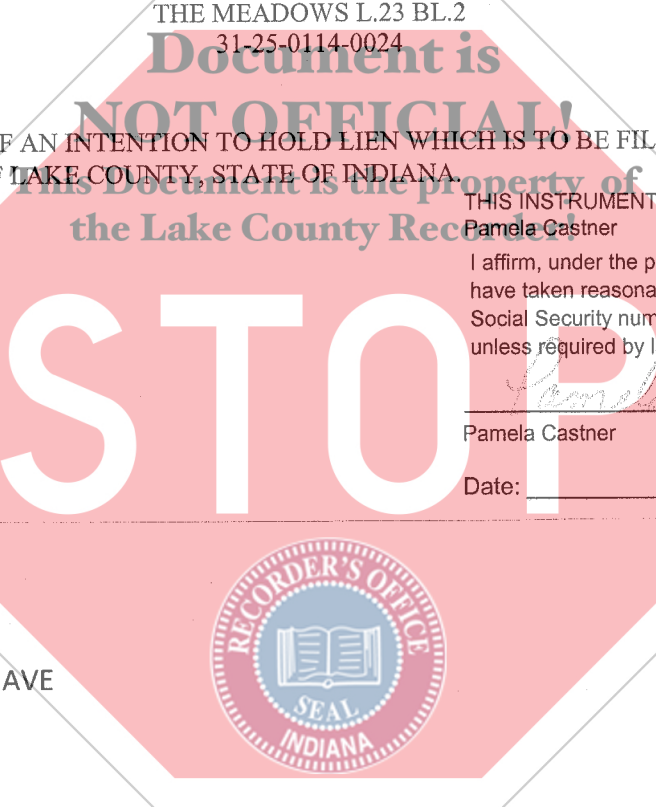 THE MEADOWS L.23 BL.2
31-25-0114-0024
Document is
NOT OFFICIAL!
F AN INTENTION TO HOLD LIEN WHICH IS TO BE FIL
F LAKE COUNTY, STATE OF INDIANA.
This Document is the property of
the Lake County Recorder!
THIS INSTRUMENT
Pamela Castner
I affirm, under the p
have taken reasona
Social Security num
unless required by l
Pamela Castner
Date:
STOP
RECORDER'S OFFICE
SEAL
INDIANA
AVE